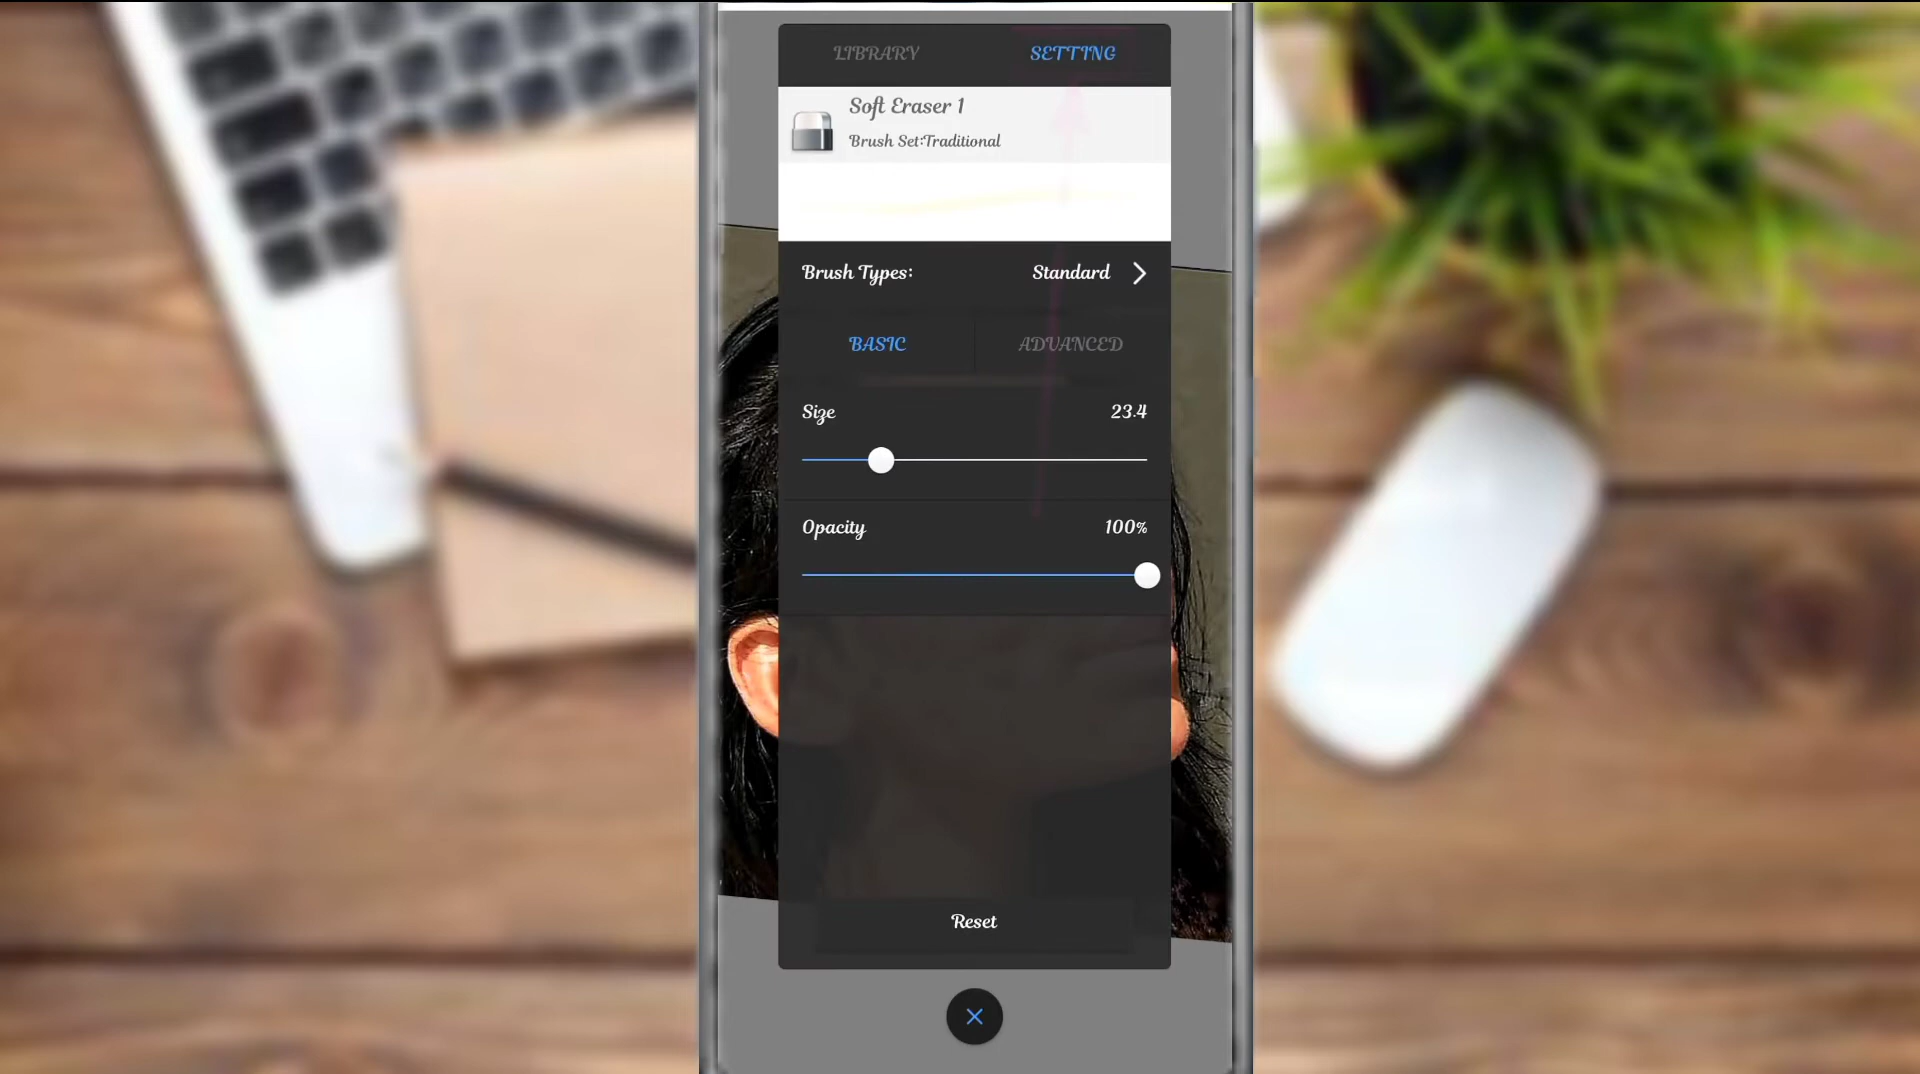 LIBRARY SETTING
Soft Eraser 1
Brush Set:Traditional
Brush Types: Standard
BASIC ADVANCED
Size 23.4
Opacity 100%
Reset